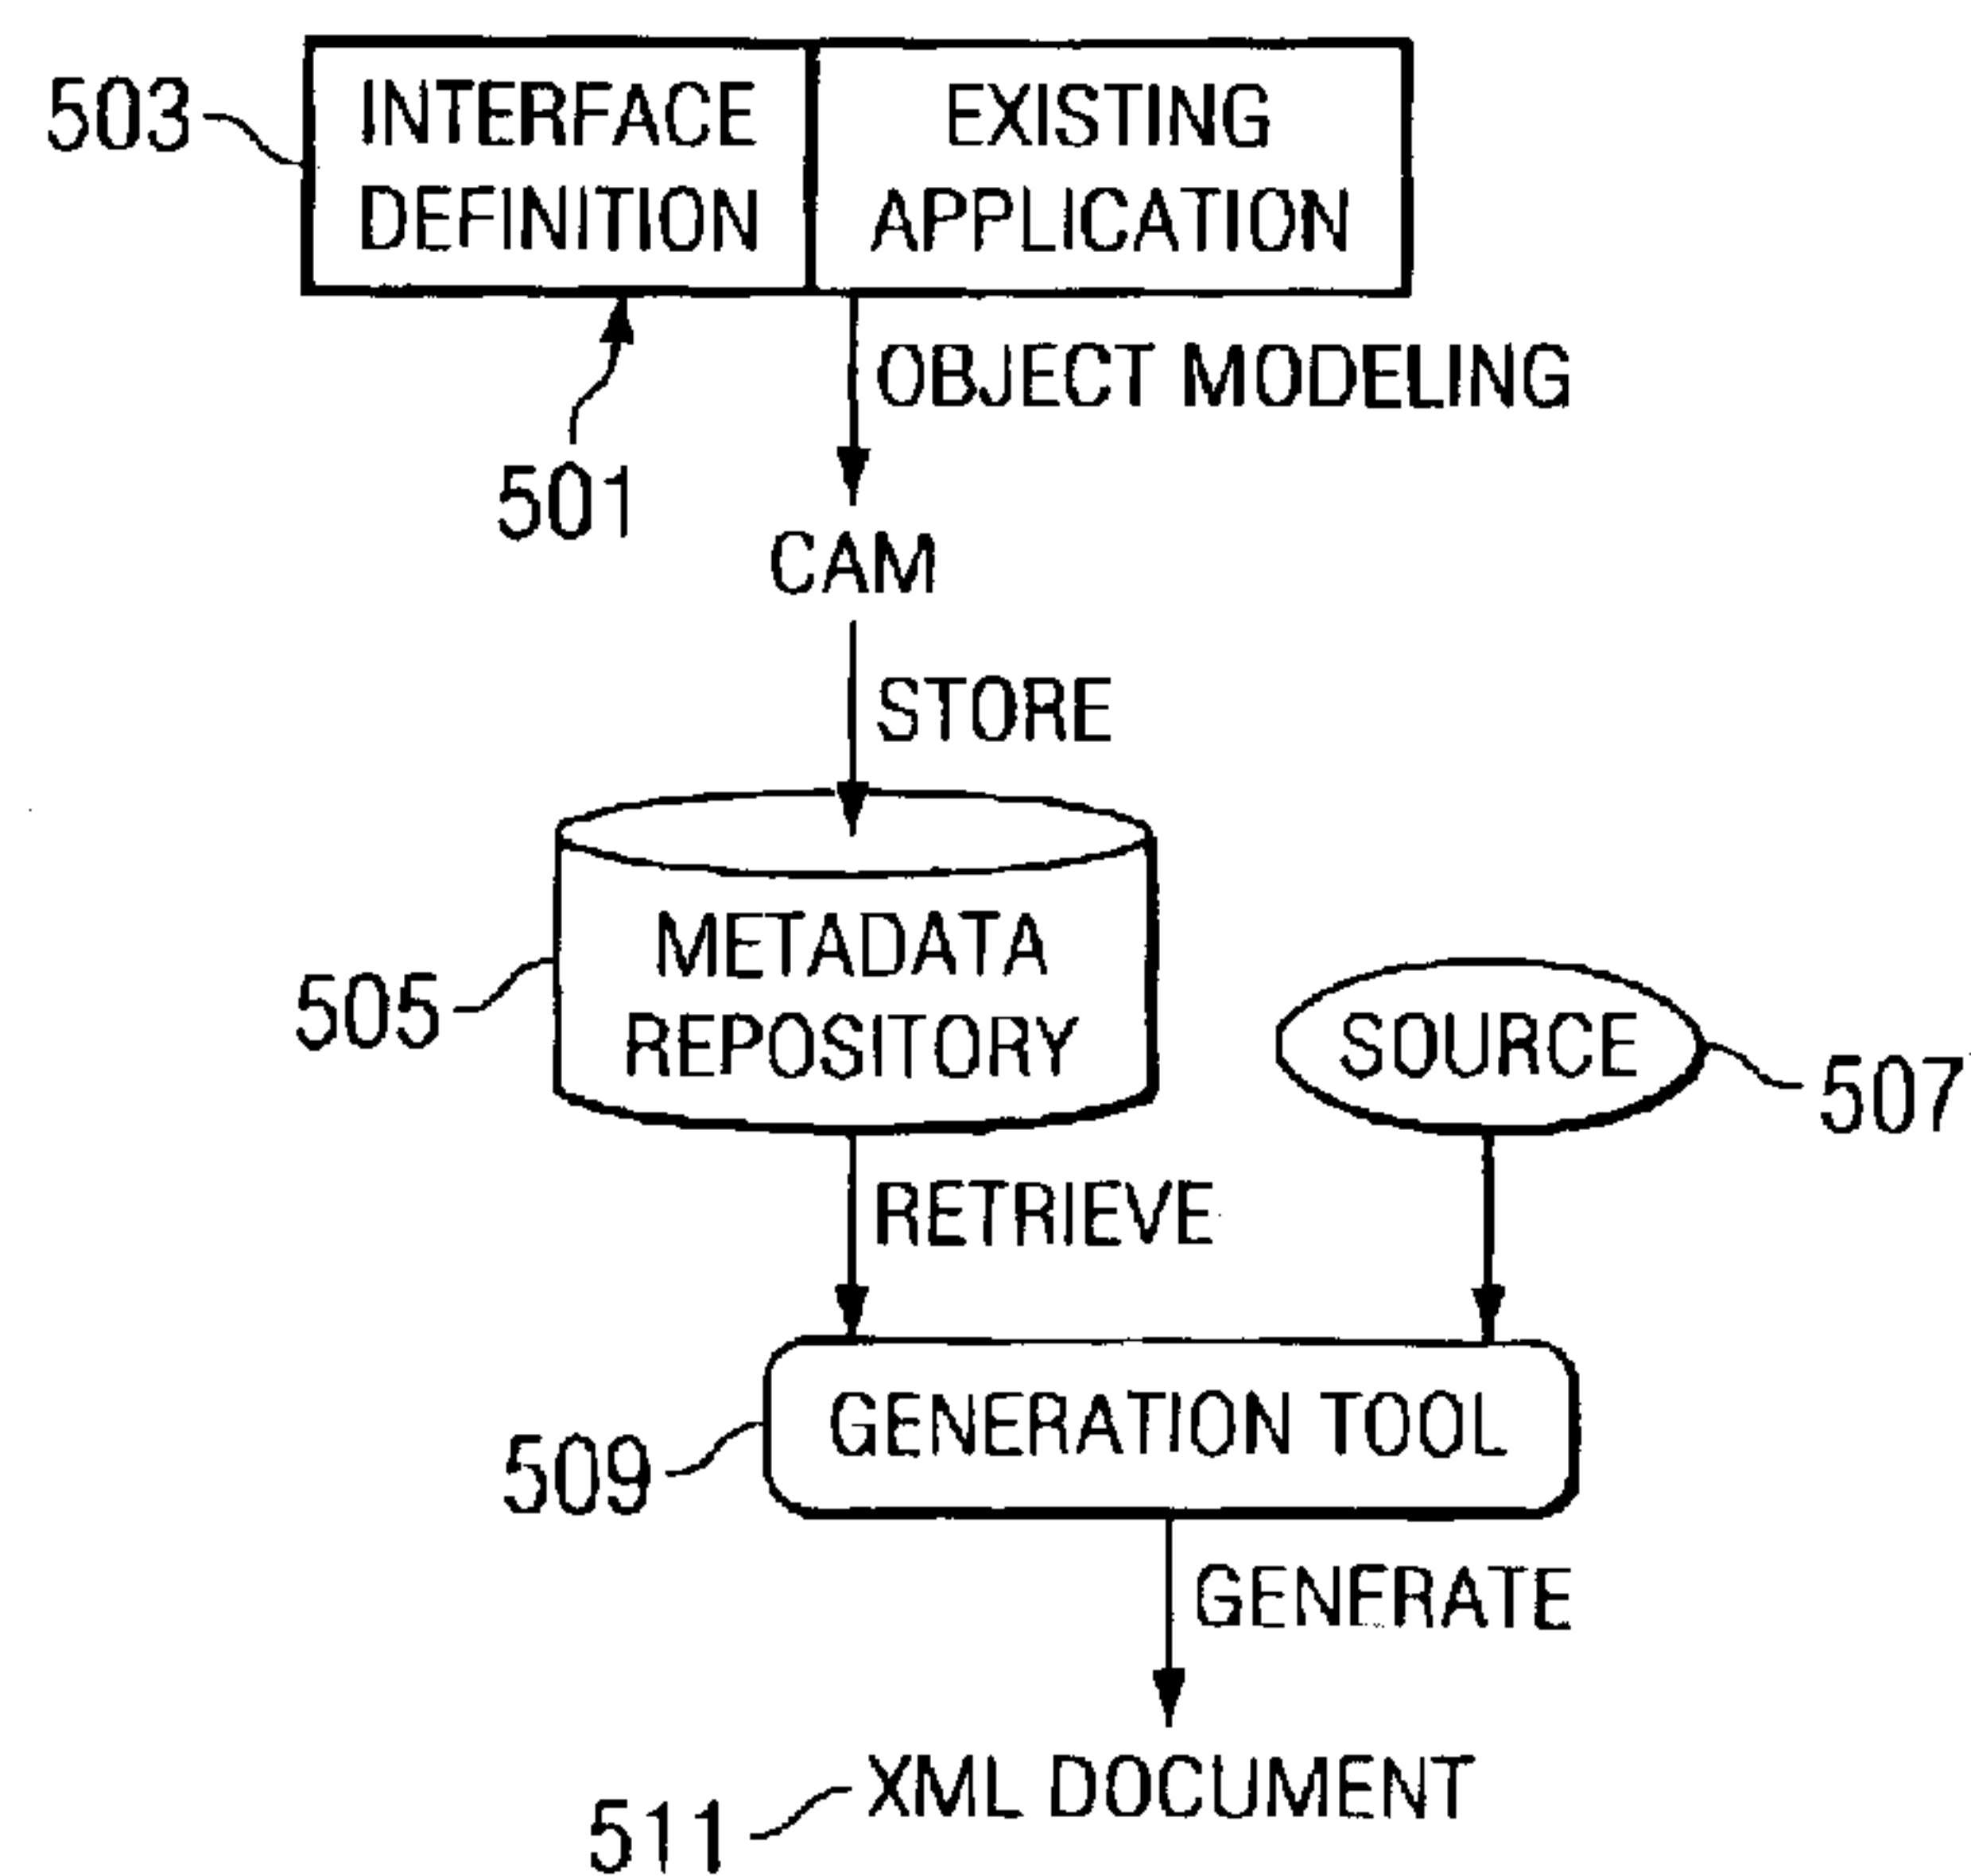 503
INTERFACE
DEFINITION
EXISTING
APPLICATION
501
OBJECT MODELING
CAM
STORE
505
METADATA
REPOSITORY
SOURCE
507
RETRIEVE
509
GENERATION TOOL
GENERATE
511
XML DOCUMENT